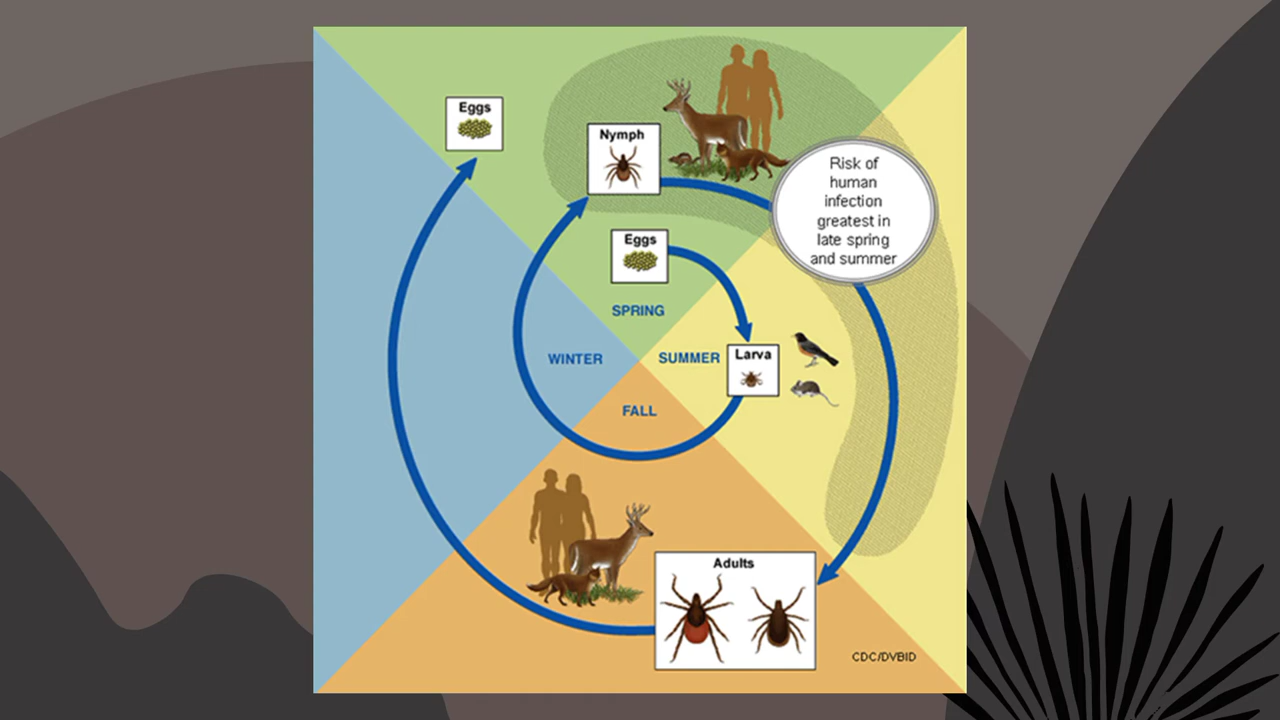 Eggs
Nymph
Risk of
human
infection
greatest in
late spring
and summer
Eggs
SPRING
WINTER
SUMMER
Larva
FALL
Adults
CDC/DVBID